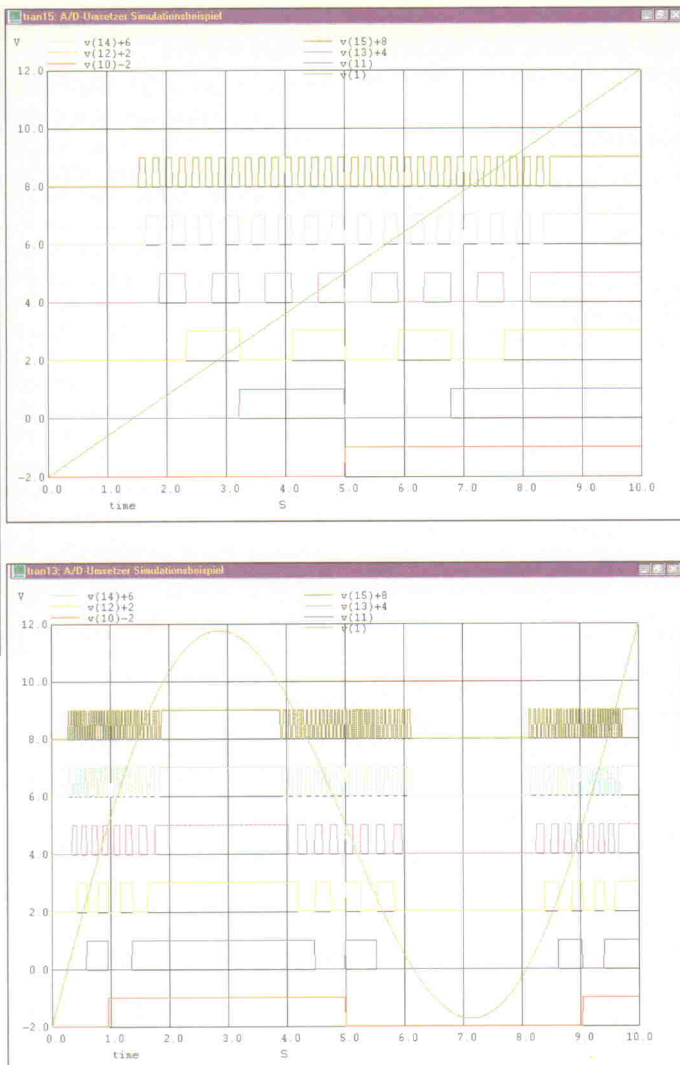 tran15: A/D-Umsetzer Simulationsbeispiel
V
v(14)+6
v(15)+8
v(12)+2
v(13)+4
v(10)-2
v(11)
v(1)
12.0
10.0
8.0
6.0
4.0
2.0
0.0
-2.0
0.0 1.0 2.0 3.0 4.0 5.0 6.0 7.0 8.0 9.0 10.0
time S
tran13: A/D-Umsetzer Simulationsbeispiel
V
v(14)+6
v(15)+8
v(12)+2
v(13)+4
v(10)-2
v(11)
v(1)
12.0
10.0
8.0
6.0
4.0
2.0
0.0
-2.0
0.0 1.0 2.0 3.0 4.0 5.0 6.0 7.0 8.0 9.0 10.0
time S